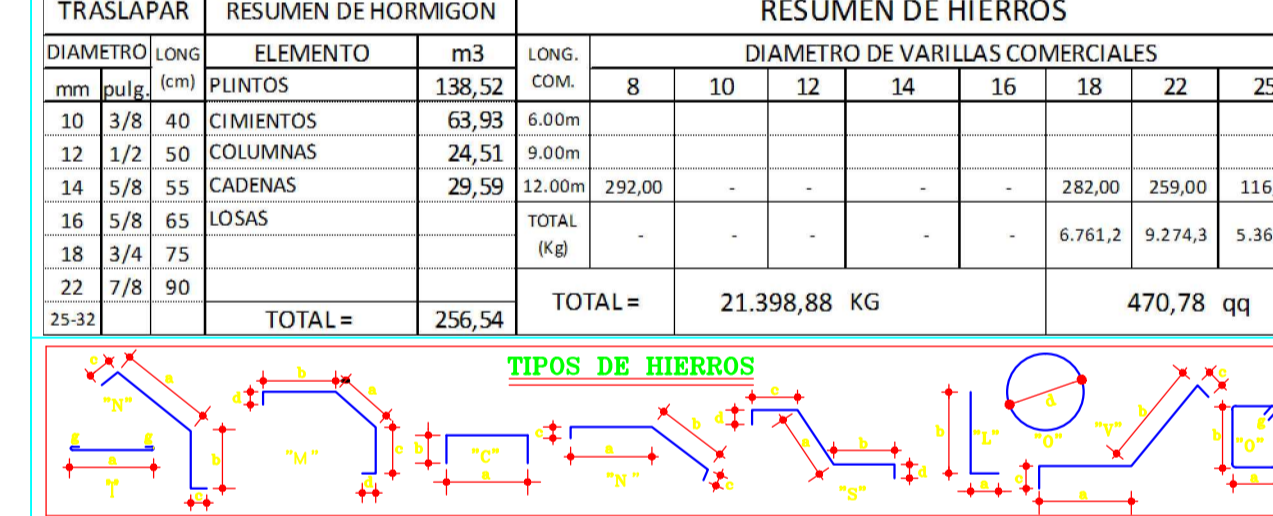 TRASLAPAR RESUMEN DE HORMIGON RESUMEN DE HIERROS
DIAMETRO LONG (cm) ELEMENTO m3 LONG. COM. DIAMETRO DE VARILLAS COMERCIALES
mm pulg. PLINTOS 138,52 8 10 12 14 16 18 22 25
10 3/8 40 CIMIENTOS 63,93 6.00m
12 1/2 50 COLUMNAS 24,51 9.00m
14 5/8 55 CADENAS 29,59 12.00m 292,00 - - - - 282,00 259,00 116,
16 5/8 65 LOSAS TOTAL (Kg) - - - - - 6.761,2 9.274,3 5.36
18 3/4 75
22 7/8 90 TOTAL = 21.398,88 KG 470,78 qq
25-32 TOTAL = 256,54
TIPOS DE HIERROS
c a "N" b c
g g a "I"
b a d "M" c d
b "C" a
c a b "N" c
c d a b "S" d
b "L" a
d "O"
c "V" b c a
b g "O" a